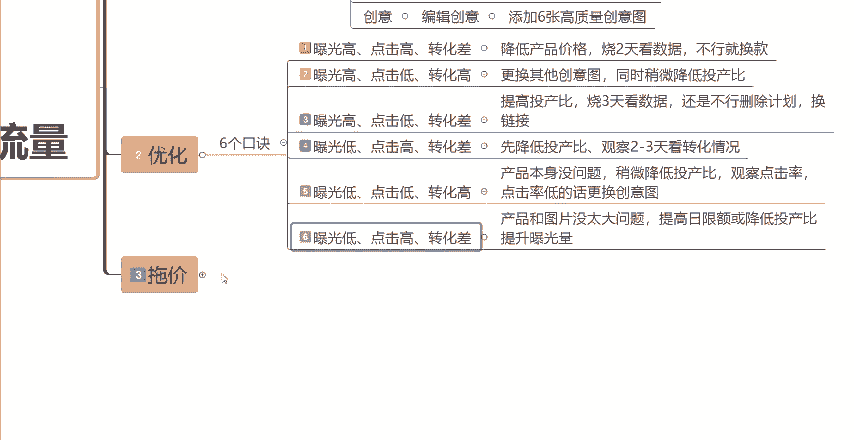 创意 编辑创意 添加6张高质量创意图
1 曝光高、点击高、转化差 降低产品价格，烧2天看数据，不行就换款
2 曝光高、点击低、转化高 更换其他创意图，同时稍微降低投产比
3 曝光高、点击低、转化差 提高投产比，烧3天看数据，还是不行删除计划，换
链接
流量
2 优化
6个口诀
4 曝光低、点击高、转化差 先降低投产比、观察2-3天看转化情况
5 曝光低、点击低、转化高 产品本身没问题，稍微降低投产比，观察点击率，
点击率低的话更换创意图
6 曝光低、点击高、转化差 产品和图片没太大问题，提高日限额或降低投产比
提升曝光量
3 拖价